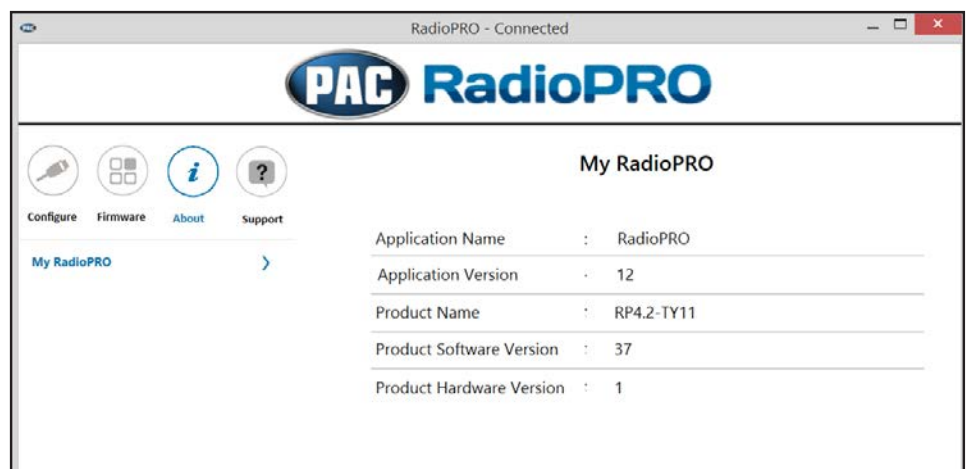 PAC
RadioPRO - Connected
PAC RadioPRO
Configure Firmware About Support
My RadioPRO
My RadioPRO
Application Name : RadioPRO
Application Version · 12
Product Name : RP4.2-TY11
Product Software Version : 37
Product Hardware Version : 1